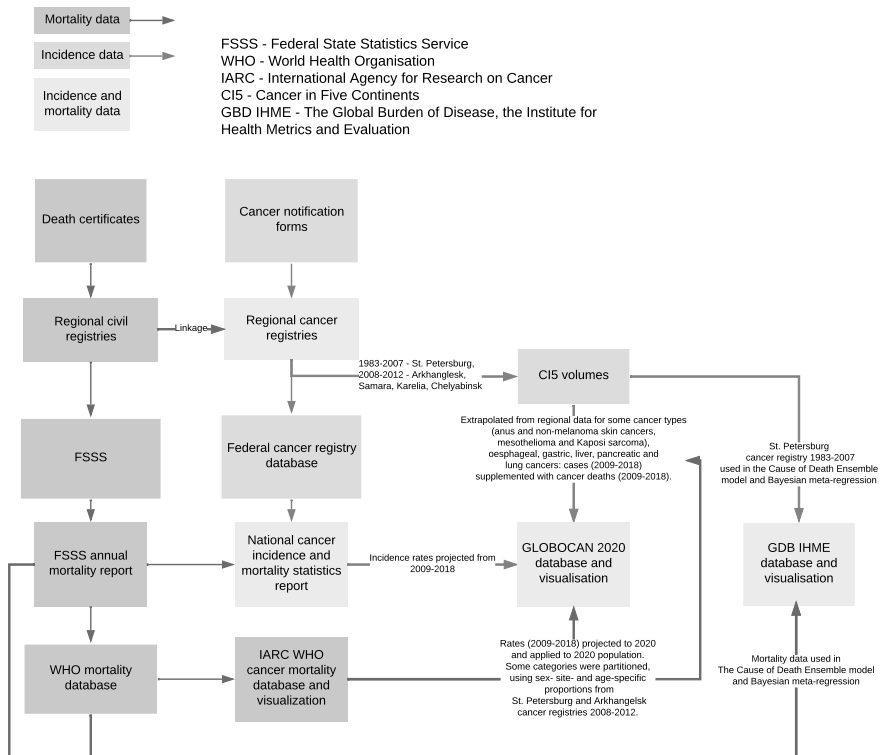 Mortality data
Incidence data
Incidence and
mortality data
FSSS - Federal State Statistics Service
WHO - World Health Organisation
IARC - International Agency for Research on Cancer
CI5 - Cancer in Five Continents
GBD IHME - The Global Burden of Disease, the Institute for
Health Metrics and Evaluation
Death certificates
Cancer notification
forms
Regional civil
registries
Linkage
Regional cancer
registries
1983-2007 - St. Petersburg,
2008-2012 - Arkhanglesk,
Samara, Karelia, Chelyabinsk
CI5 volumes
FSSS
Federal cancer registry
database
Extrapolated from regional data for some cancer types
(anus and non-melanoma skin cancers,
mesothelioma and Kaposi sarcoma),
oesphageal, gastric, liver, pancreatic and
lung cancers: cases (2009-2018)
supplemented with cancer deaths (2009-2018).
St. Petersburg
cancer registry 1983-2007
used in the Cause of Death Ensemble
model and Bayesian meta-regression
FSSS annual
mortality report
National cancer
incidence and
mortality statistics
report
Incidence rates projected from
2009-2018
GLOBOCAN 2020
database and
visualisation
GDB IHME
database and
visualisation
WHO mortality
database
IARC WHO
cancer mortality
database and
visualization
Rates (2009-2018) projected to 2020
and applied to 2020 population.
Some categories were partitioned,
using sex- site- and age-specific
proportions from
St. Petersburg and Arkhangelsk
cancer registries 2008-2012.
Mortality data used in
The Cause of Death Ensemble model
and Bayesian meta-regression